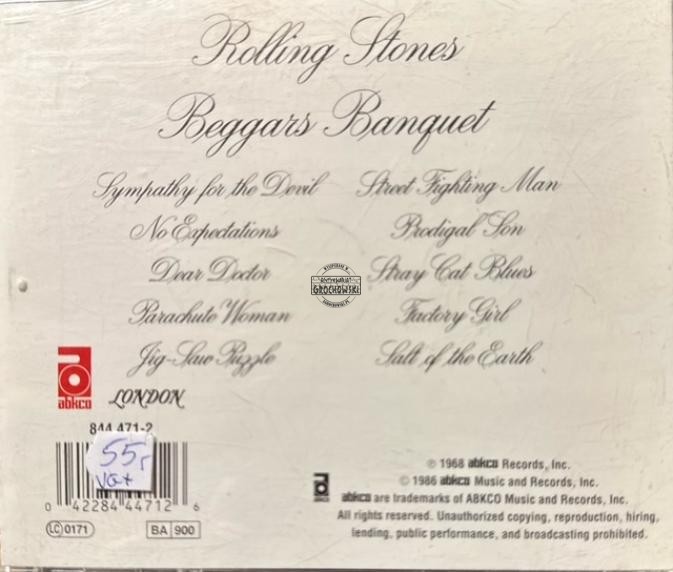 Rolling Stones
Beggars Banquet
Sympathy for the Devil
No Expectations
Dear Doctor
Parachute Woman
Jig-Saw Puzzle
Street Fighting Man
Prodigal Son
Stray Cat Blues
Factory Girl
Salt of the Earth
GROCHOWSKI
abkco
LONDON
844 471-2
55,-
0 42284 44712 6
LC 0171
BA 900
℗ 1968 abkco Records, Inc.
© 1986 abkco Music and Records, Inc.
abkco are trademarks of ABKCO Music and Records, Inc.
All rights reserved. Unauthorized copying, reproduction, hiring,
lending, public performance, and broadcasting prohibited.